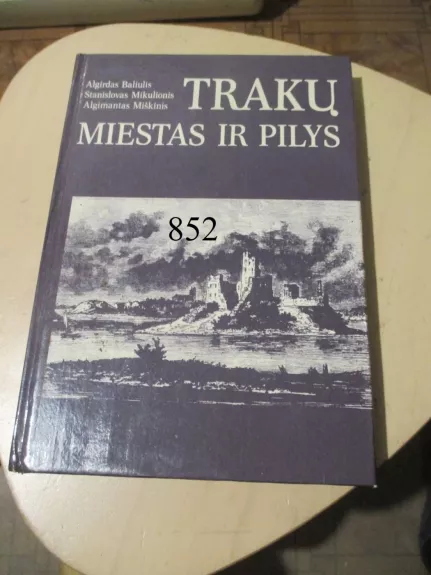 Algirdas Baliulis
Stanislovas Mikulionis
Algimantas Miškinis
TRAKŲ
MIESTAS IR PILYS
852